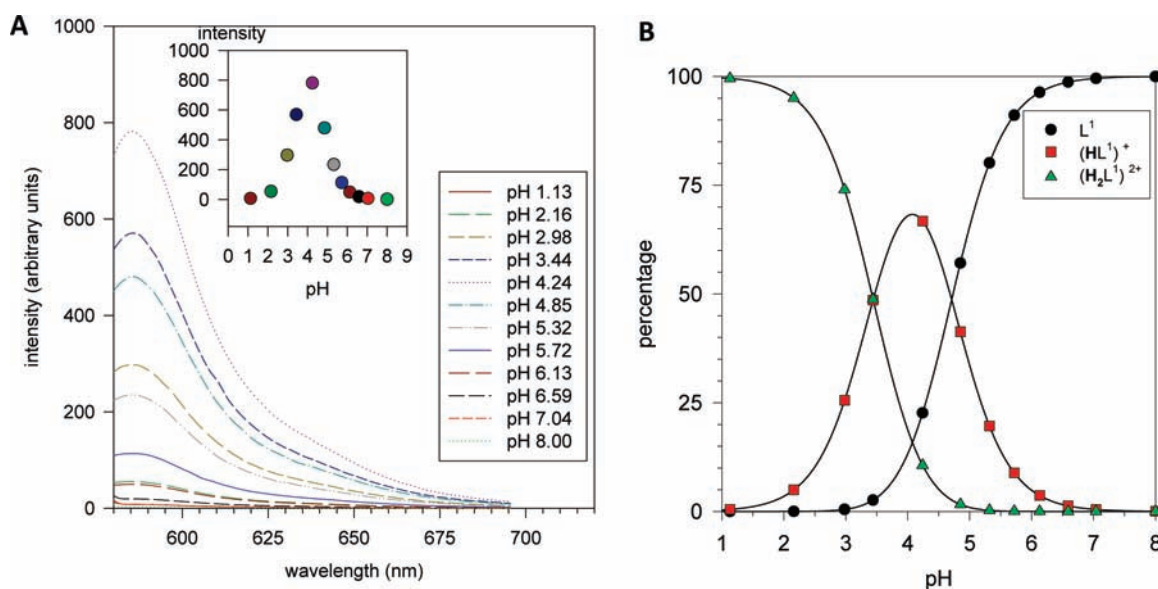 A
intensity (arbitrary units)
1000
800
600
400
200
0
600
625
650
675
700
wavelength (nm)
intensity
1000
800
600
400
200
0
0 1 2 3 4 5 6 7 8 9
pH
pH 1.13
pH 2.16
pH 2.98
pH 3.44
pH 4.24
pH 4.85
pH 5.32
pH 5.72
pH 6.13
pH 6.59
pH 7.04
pH 8.00
B
percentage
100
75
50
25
0
1 2 3 4 5 6 7 8
pH
L¹
(HL¹)⁺
(H₂L¹)²⁺